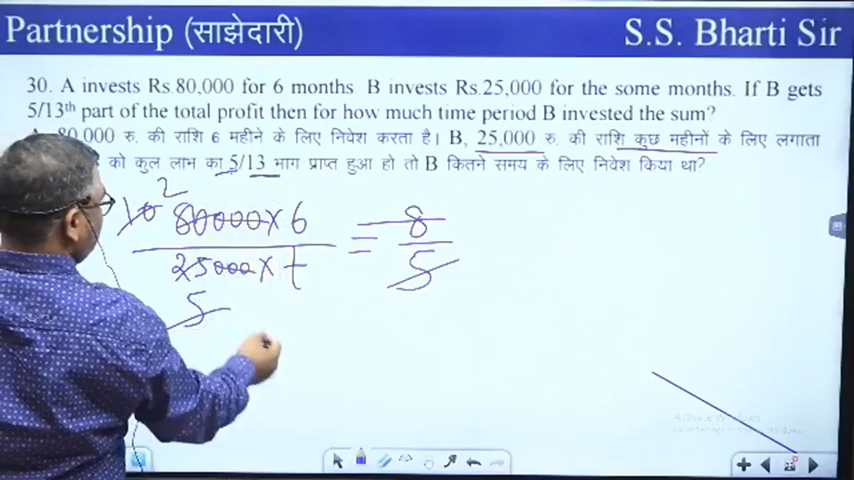 Partnership (साझेदारी)
S.S. Bharti Sir
30. A invests Rs 80,000 for 6 months B invests Rs.25,000 for the some months. If B gets
5/13th part of the total profit then for how much time period B invested the sum?
80,000 रु. की राशि 6 महीने के लिए निवेश करता है। B, 25,000 रु. की राशि कुछ महीनों के लिए लगाता
को कुल लाभ का 5/13 भाग प्राप्त हुआ हो तो B कितने समय के लिए निवेश किया था?
2
10 80000×6 = 8
25000×t 5
5